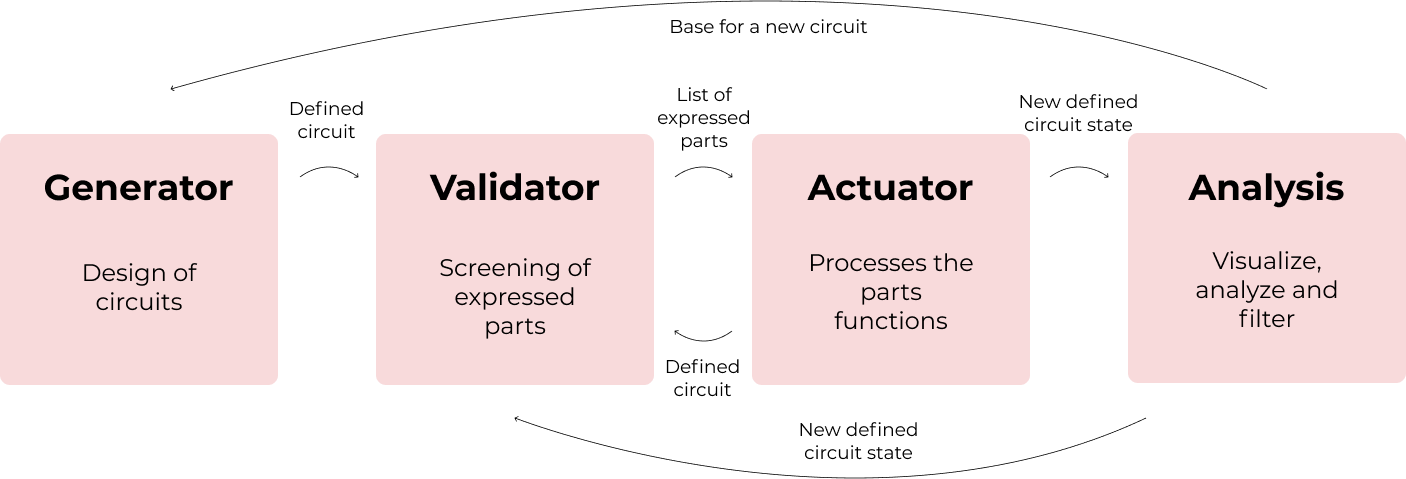 Base for a new circuit
Defined
circuit
List of
expressed
parts
New defined
circuit state
Generator
Design of
circuits
Validator
Screening of
expressed
parts
Actuator
Processes the
parts
functions
Analysis
Visualize,
analyze and
filter
Defined
circuit
New defined
circuit state